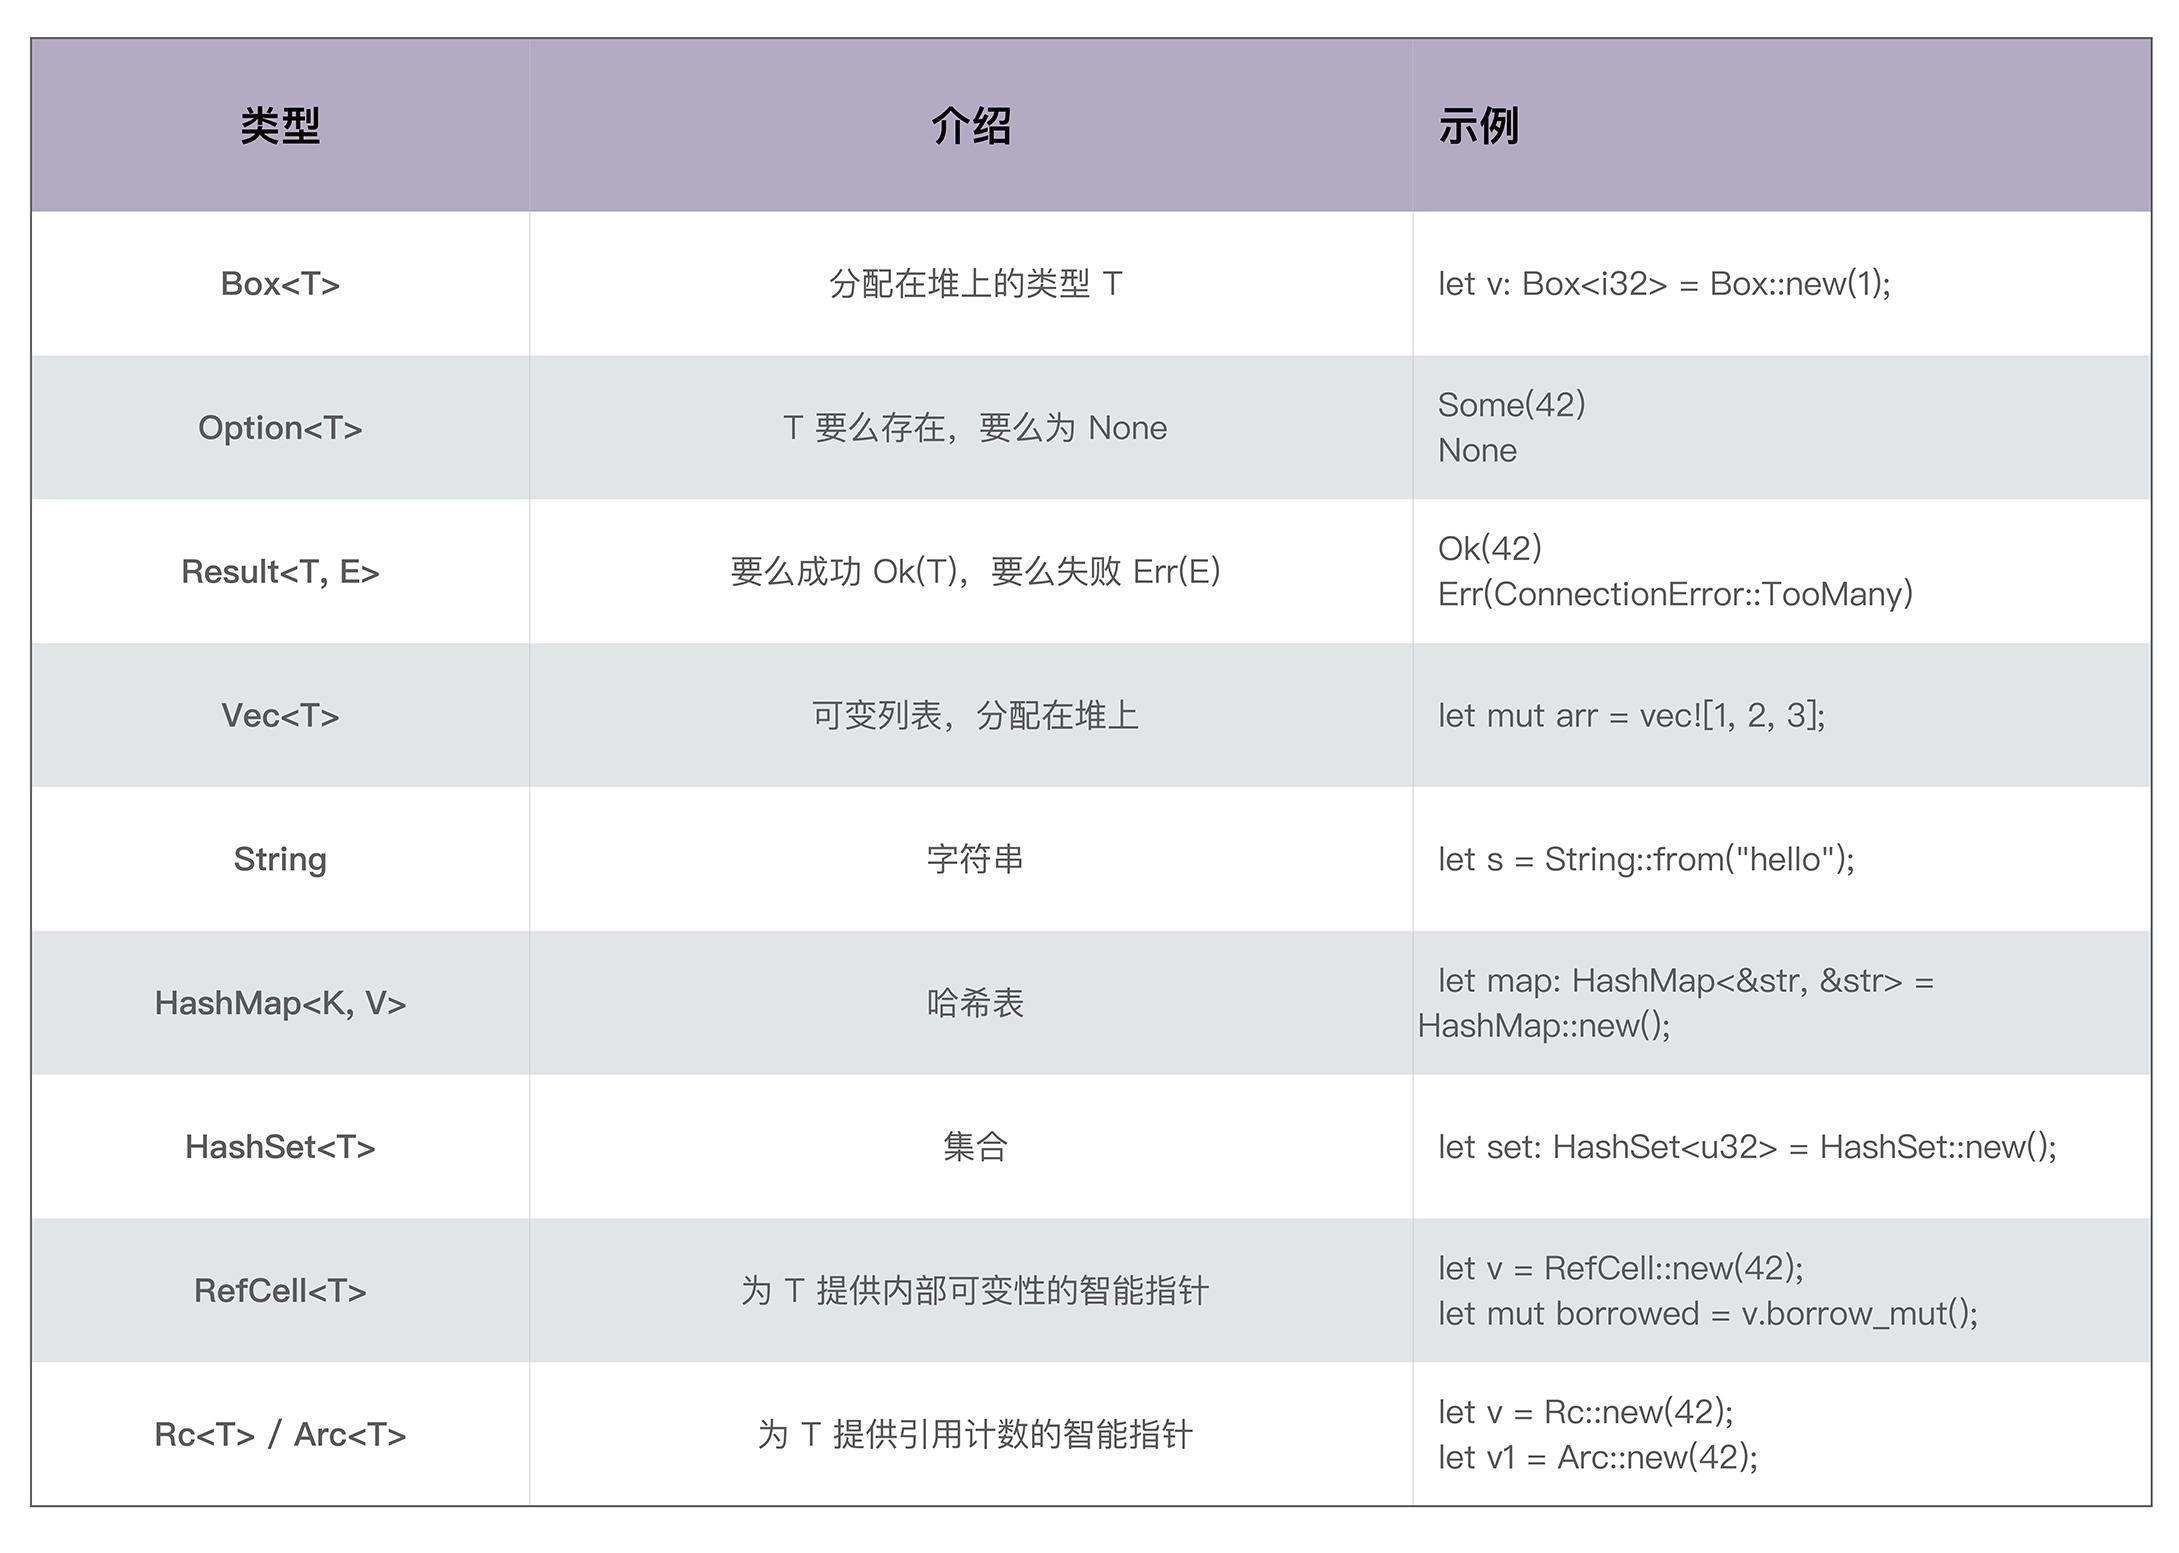 类型 介绍 示例
Box<T> 分配在堆上的类型 T let v: Box<i32> = Box::new(1);
Option<T> T 要么存在，要么为 None Some(42)
None
Result<T, E> 要么成功 Ok(T)，要么失败 Err(E) Ok(42)
Err(ConnectionError::TooMany)
Vec<T> 可变列表，分配在堆上 let mut arr = vec![1, 2, 3];
String 字符串 let s = String::from("hello");
HashMap<K, V> 哈希表 let map: HashMap<&str, &str> =
HashMap::new();
HashSet<T> 集合 let set: HashSet<u32> = HashSet::new();
RefCell<T> 为 T 提供内部可变性的智能指针 let v = RefCell::new(42);
let mut borrowed = v.borrow_mut();
Rc<T> / Arc<T> 为 T 提供引用计数的智能指针 let v = Rc::new(42);
let v1 = Arc::new(42);